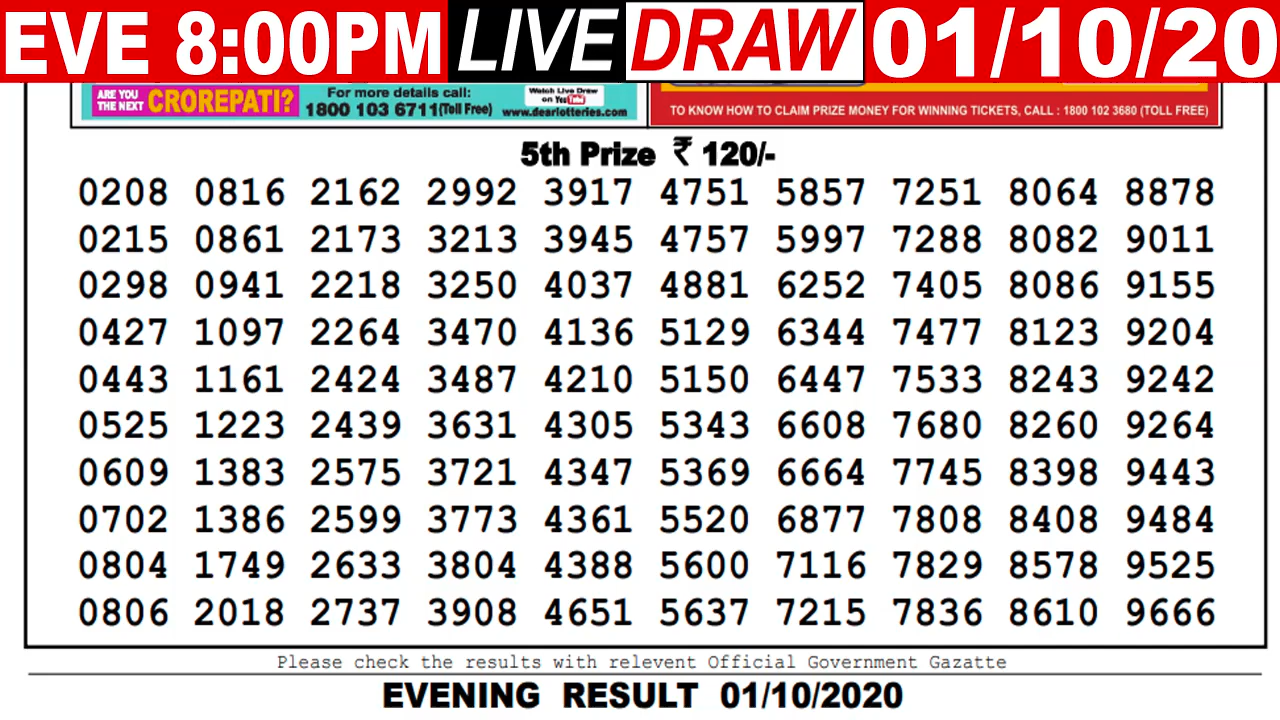 EVE 8:00PM LIVE DRAW 01/10/20
ARE YOU THE NEXT CROREPATI?
For more details call:
1800 103 6711(Toll Free)
Watch Live Draw
on YouTube
www.dearlotteries.com
TO KNOW HOW TO CLAIM PRIZE MONEY FOR WINNING TICKETS, CALL : 1800 102 3680 (TOLL FREE)
5th Prize ₹ 120/-
0208 0816 2162 2992 3917 4751 5857 7251 8064 8878
0215 0861 2173 3213 3945 4757 5997 7288 8082 9011
0298 0941 2218 3250 4037 4881 6252 7405 8086 9155
0427 1097 2264 3470 4136 5129 6344 7477 8123 9204
0443 1161 2424 3487 4210 5150 6447 7533 8243 9242
0525 1223 2439 3631 4305 5343 6608 7680 8260 9264
0609 1383 2575 3721 4347 5369 6664 7745 8398 9443
0702 1386 2599 3773 4361 5520 6877 7808 8408 9484
0804 1749 2633 3804 4388 5600 7116 7829 8578 9525
0806 2018 2737 3908 4651 5637 7215 7836 8610 9666
Please check the results with relevent Official Government Gazatte
EVENING RESULT 01/10/2020